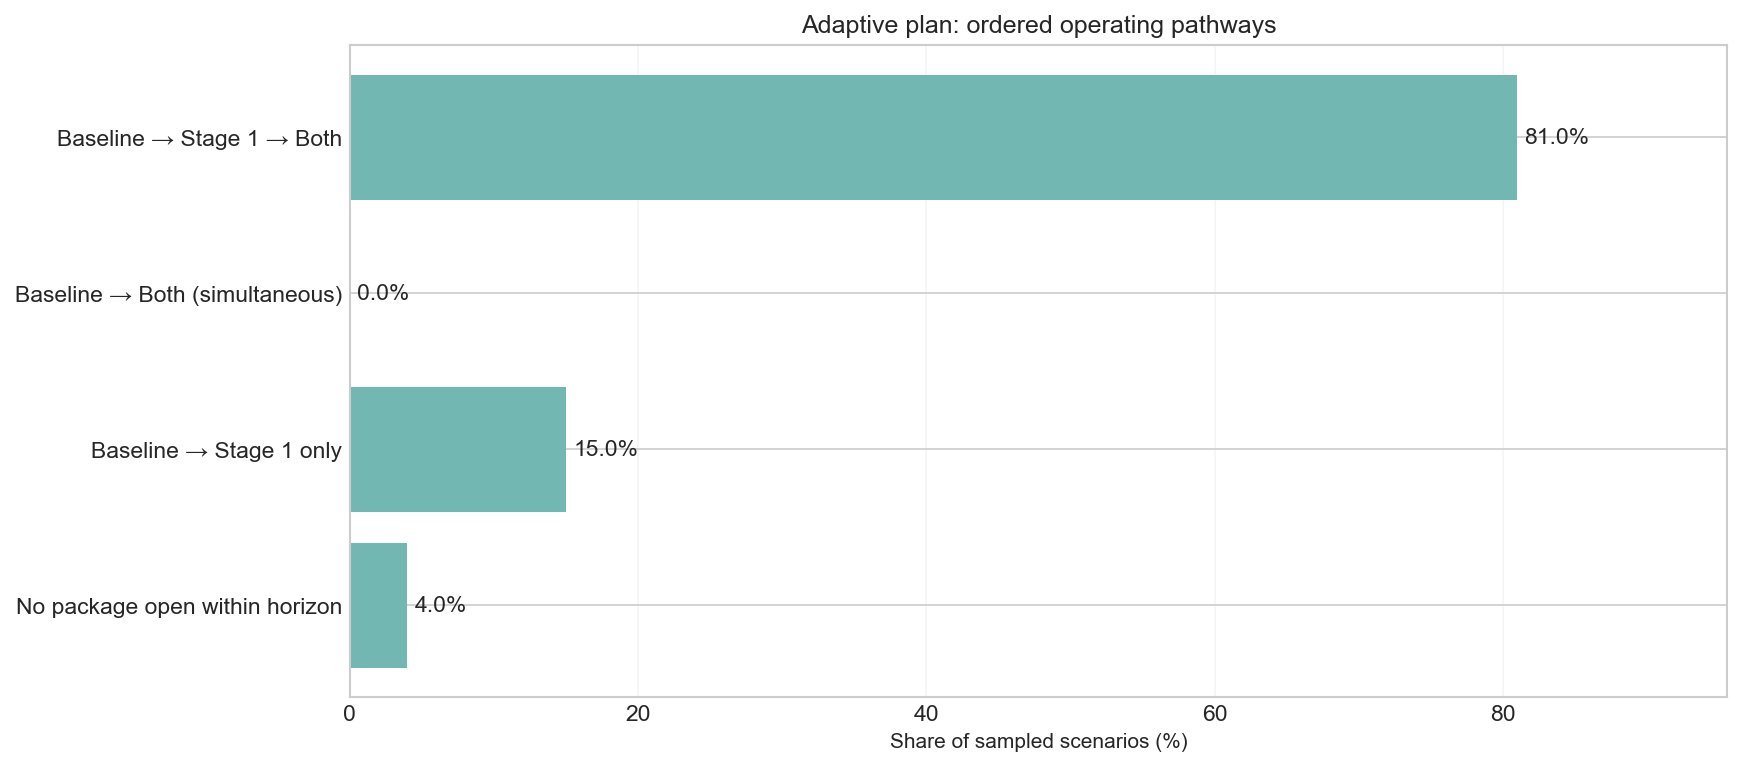 Adaptive plan: ordered operating pathways
Baseline → Stage 1 → Both
81.0%
Baseline → Both (simultaneous)
0.0%
Baseline → Stage 1 only
15.0%
No package open within horizon
4.0%
0 20 40 60 80
Share of sampled scenarios (%)